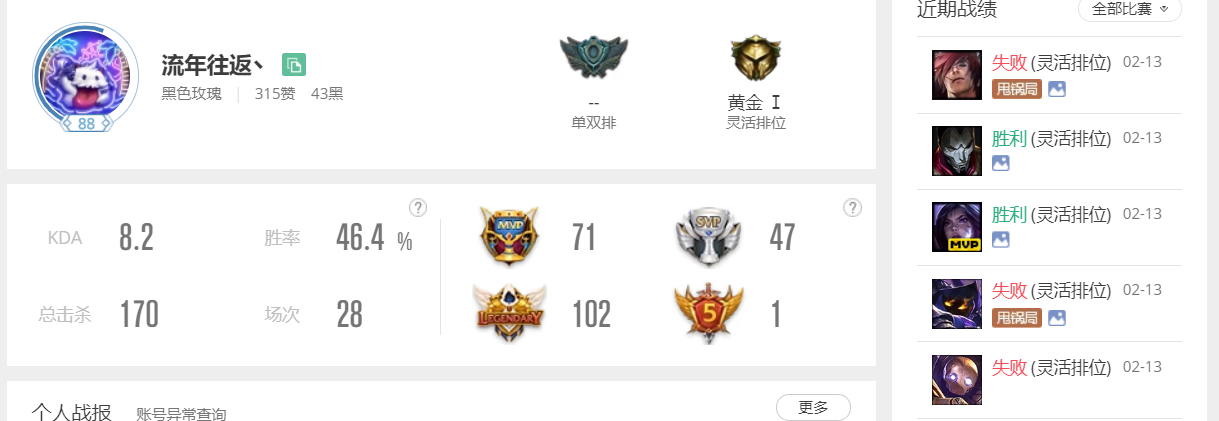 流年往返丶
黑色玫瑰 | 315赞 43黑
88
--
单双排
黄金 I
灵活排位
KDA 8.2
胜率 46.4 %
?
总击杀 170
场次 28
MVP 71
SVP 47
?
LEGENDARY 102
5 1
个人战报 账号异常查询
更多
近期战绩 全部比赛
失败 (灵活排位) 02-13
甩锅局
胜利 (灵活排位) 02-13
胜利 (灵活排位) 02-13
MVP
失败 (灵活排位) 02-13
甩锅局
失败 (灵活排位) 02-13